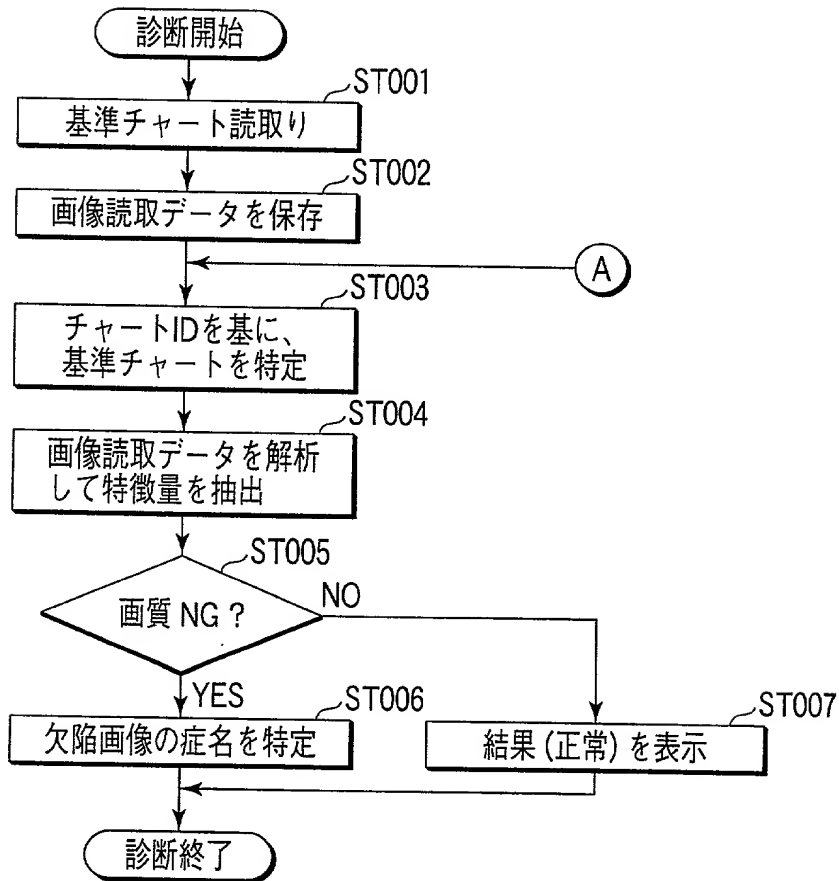 診断開始
ST001
基準チャート読取り
ST002
画像読取データを保存
A
ST003
チャートIDを基に、
基準チャートを特定
ST004
画像読取データを解析
して特徴量を抽出
ST005
画質 NG ?
NO
YES
ST006
欠陥画像の症名を特定
ST007
結果 (正常) を表示
診断終了